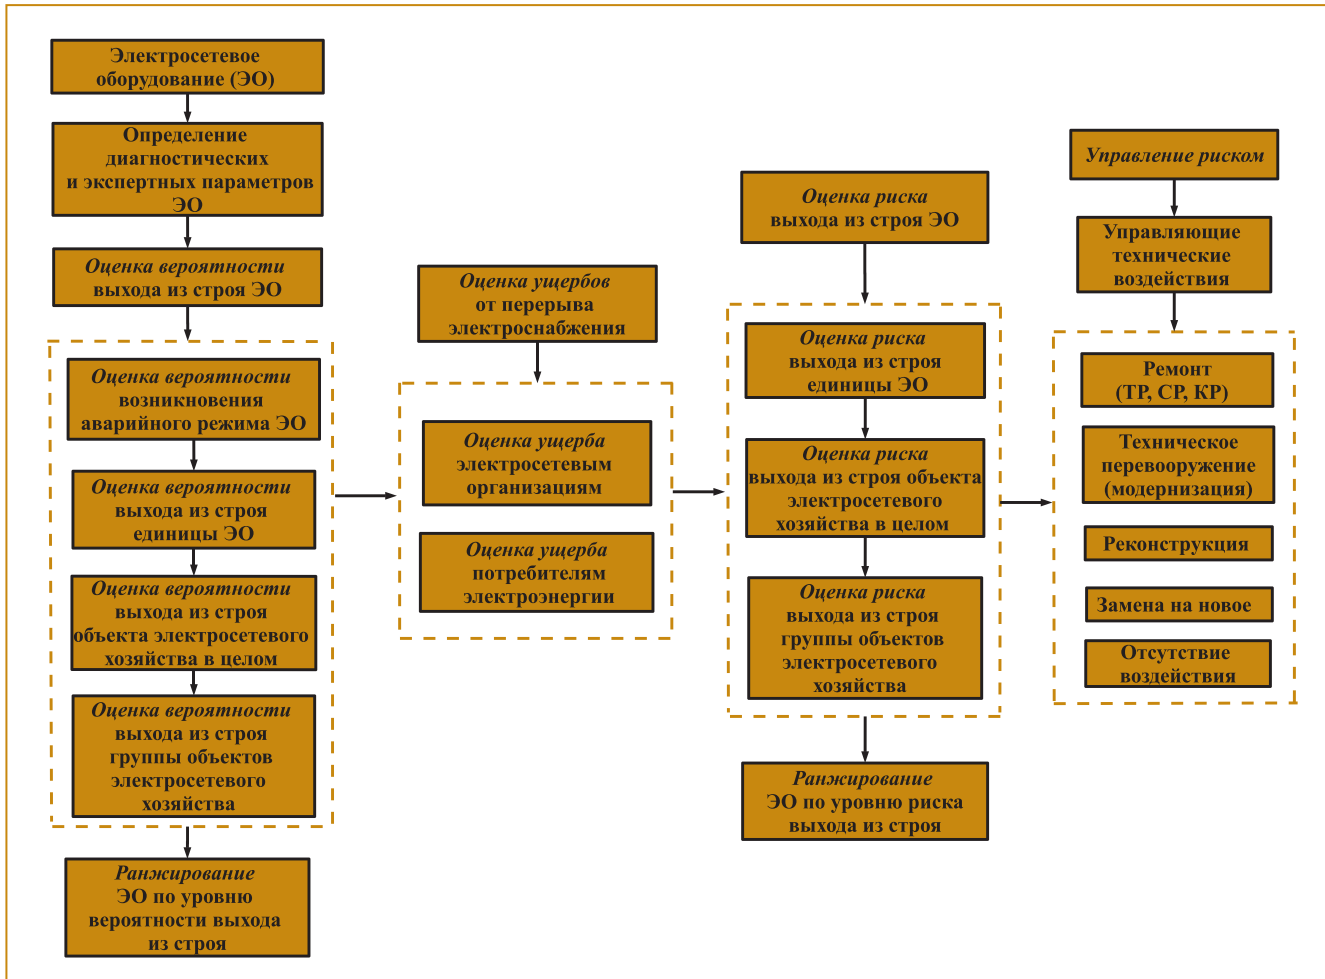 Электросетевое
оборудование (ЭО)
Определение
диагностических
и экспертных параметров
ЭО
Оценка вероятности
выхода из строя ЭО
Оценка вероятности
возникновения
аварийного режима ЭО
Оценка вероятности
выхода из строя
единицы ЭО
Оценка вероятности
выхода из строя
объекта электросетевого
хозяйства в целом
Оценка вероятности
выхода из строя
группы объектов
электросетевого
хозяйства
Ранжирование
ЭО по уровню
вероятности выхода
из строя
Оценка ущербов
от перерыва
электроснабжения
Оценка ущерба
электросетевым
организациям
Оценка ущерба
потребителям
электроэнергии
Оценка риска
выхода из строя ЭО
Оценка риска
выхода из строя
единицы ЭО
Оценка риска
выхода из строя объекта
электросетевого
хозяйства в целом
Оценка риска
выхода из строя
группы объектов
электросетевого
хозяйства
Ранжирование
ЭО по уровню риска
выхода из строя
Управление риском
Управляющие
технические
воздействия
Ремонт
(ТР, СР, КР)
Техническое
перевооружение
(модернизация)
Реконструкция
Замена на новое
Отсутствие
воздействия